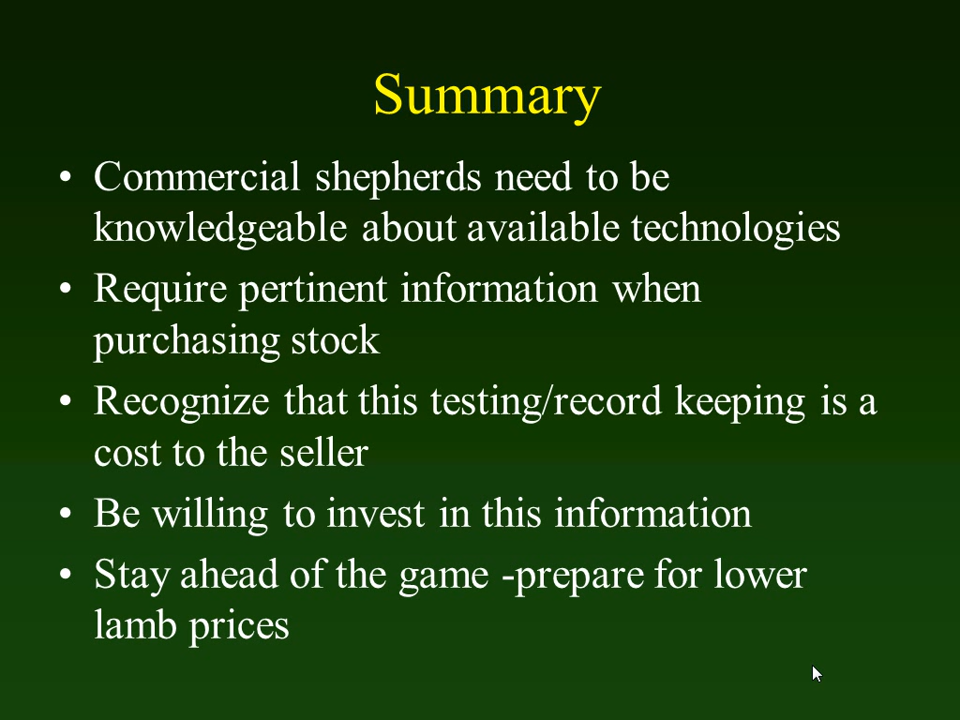 Summary
• Commercial shepherds need to be
knowledgeable about available technologies
• Require pertinent information when
purchasing stock
• Recognize that this testing/record keeping is a
cost to the seller
• Be willing to invest in this information
• Stay ahead of the game -prepare for lower
lamb prices